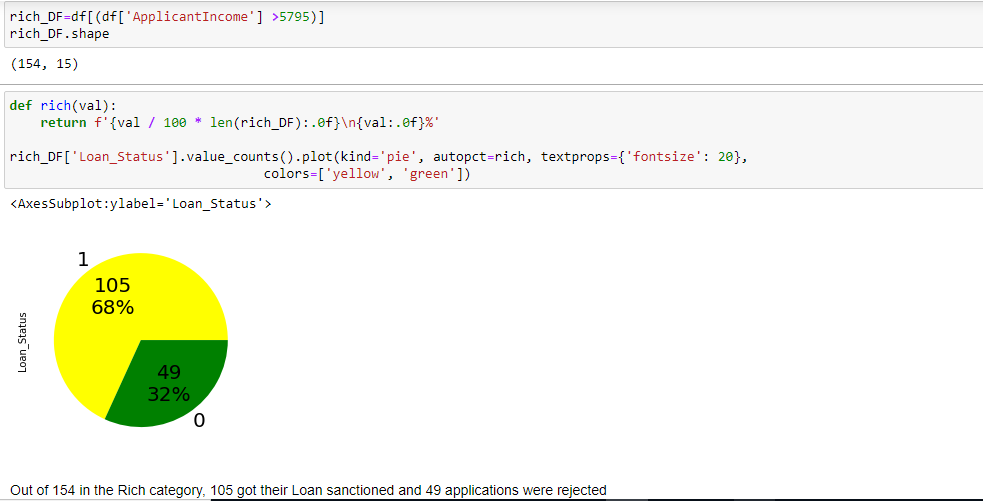 rich_DF=df[(df['ApplicantIncome'] >5795)]
rich_DF.shape
(154, 15)
def rich(val):
    return f'{val / 100 * len(rich_DF):.0f}\n{val:.0f}%'
rich_DF['Loan_Status'].value_counts().plot(kind='pie', autopct=rich, textprops={'fontsize': 20},
                                  colors=['yellow', 'green'])
<AxesSubplot:ylabel='Loan_Status'>
1
105
68%
Loan_Status
49
32%
0
Out of 154 in the Rich category, 105 got their Loan sanctioned and 49 applications were rejected